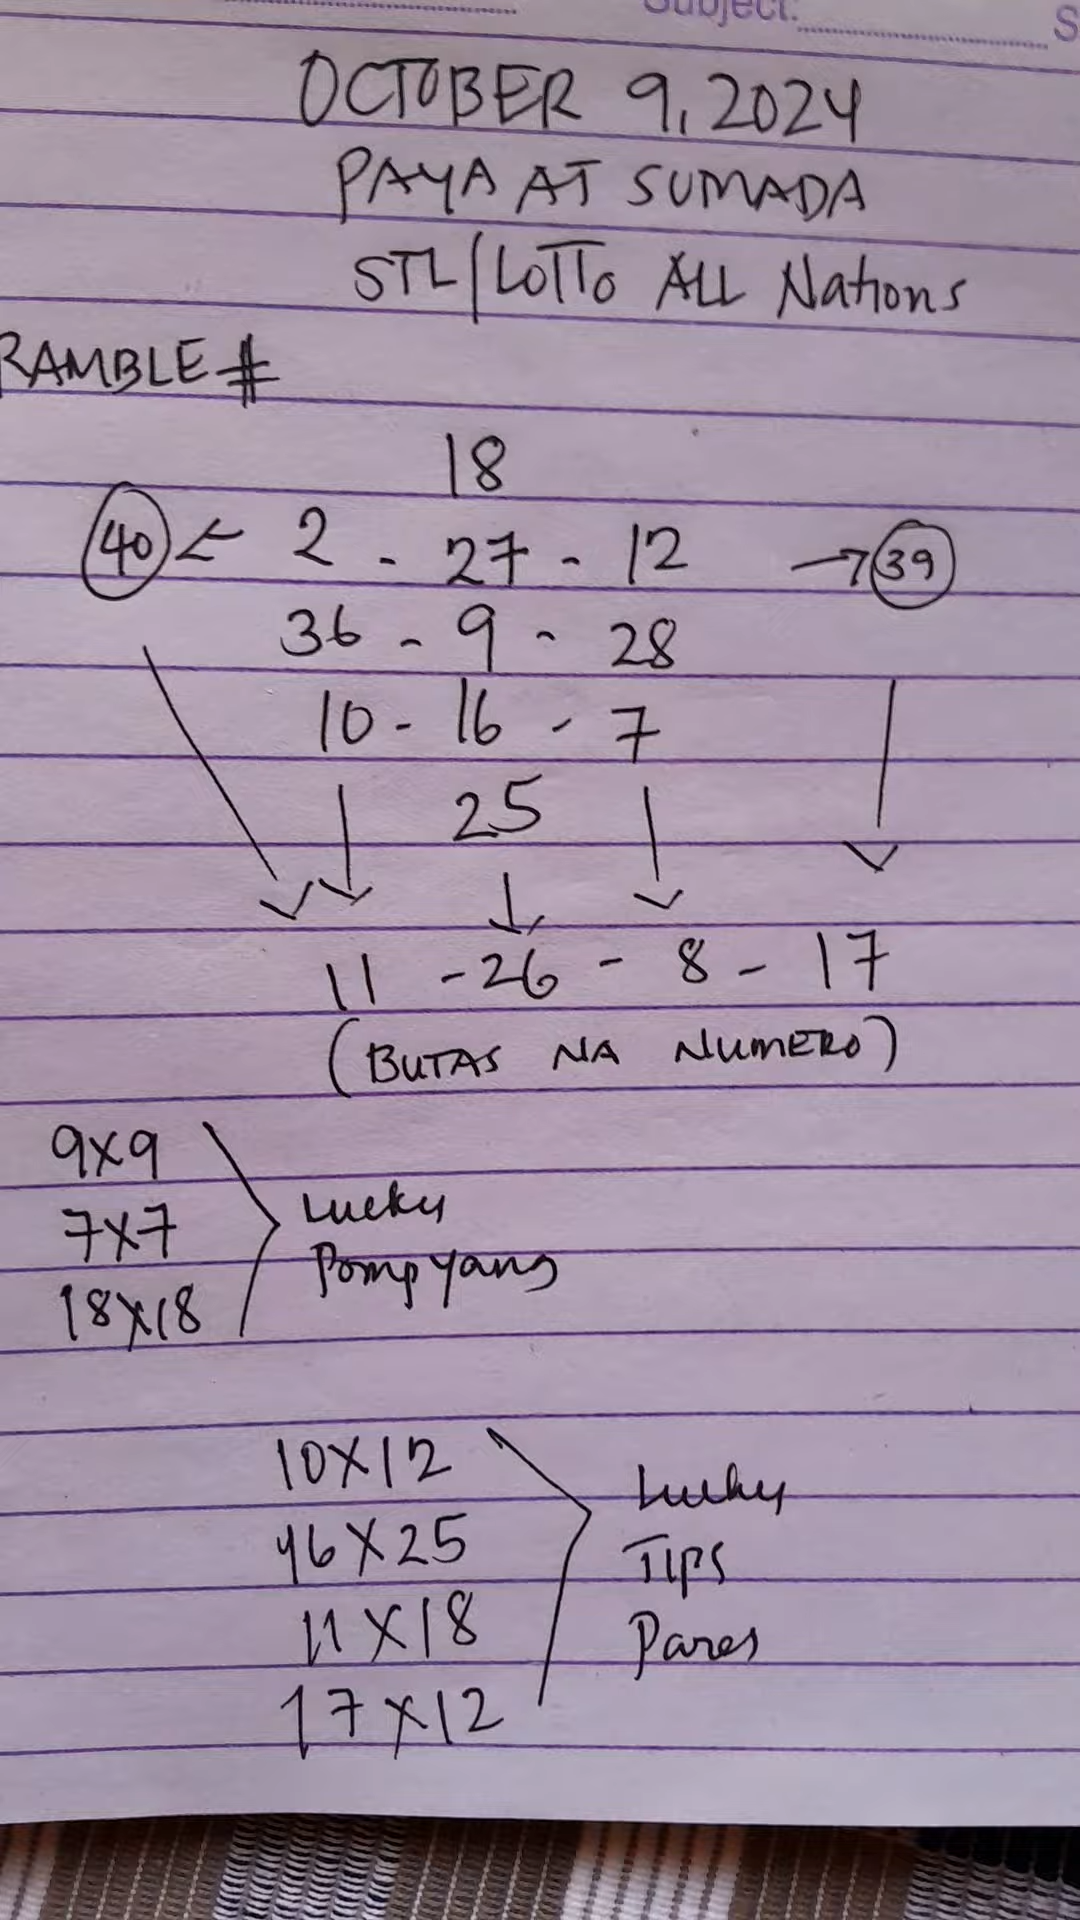 Subject:
OCTOBER 9, 2024
PAYA AT SUMADA
STL/LOTTO ALL Nations
RAMBLE #
18
40 ← 2 - 27 - 12 → 39
36 - 9 - 28
10 - 16 - 7
25
11 - 26 - 8 - 17
(BUTAS NA NUMERO)
9X9
7X7
18X18
Lucky
Pompyang
10X12
16X25
11X18
17X12
Lucky
Tips
Pares